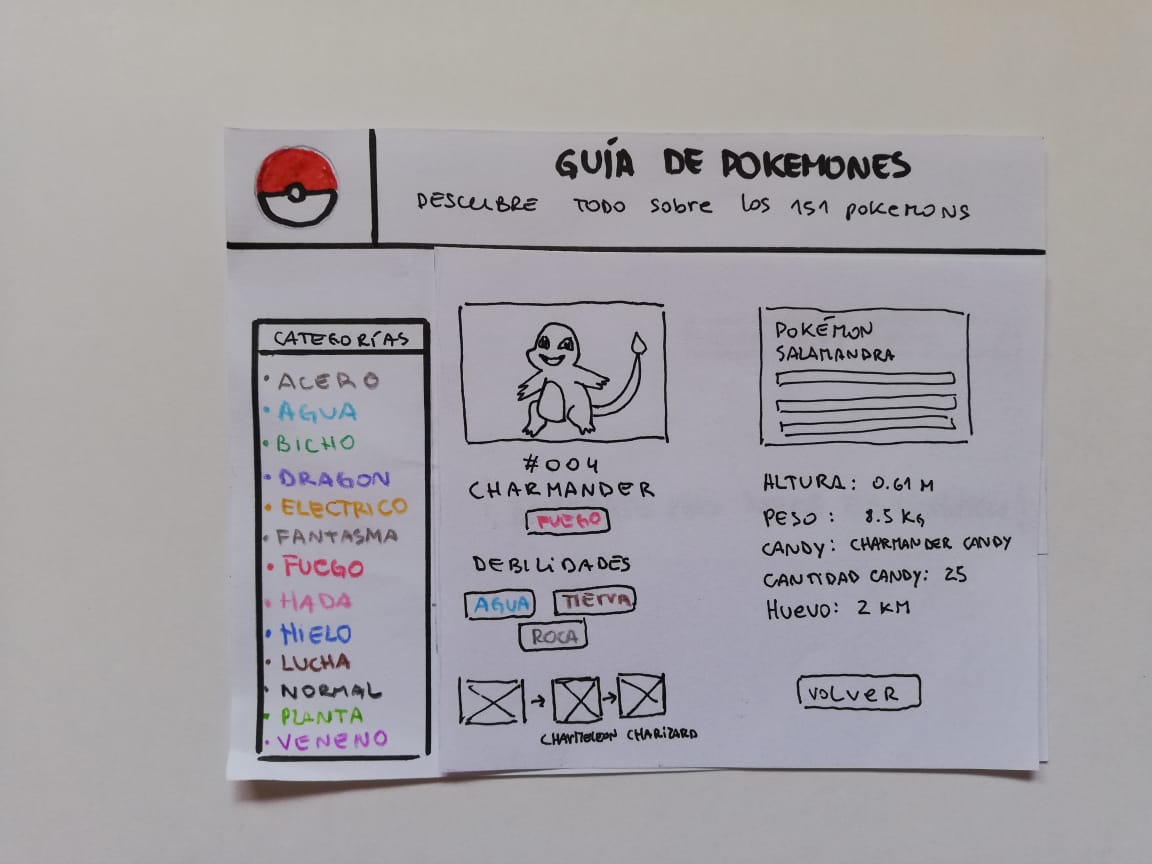 GUÍA DE POKEMONES
DESCUBRE TODO sobre los 151 pokemons
CATEGORÍAS
• ACERO
• AGUA
• BICHO
• DRAGON
• ELECTRICO
• FANTASMA
• FUEGO
• HADA
• HIELO
• LUCHA
• NORMAL
• PLANTA
• VENENO
#004
CHARMANDER
FUEGO
DEBILIDADES
AGUA TIERRA
ROCA
CHARMELEON CHARIZARD
POKÉMON
SALAMANDRA
ALTURA: 0.61 M
PESO: 8.5 Kg
CANDY: CHARMANDER CANDY
CANTIDAD CANDY: 25
HUEVO: 2 KM
VOLVER